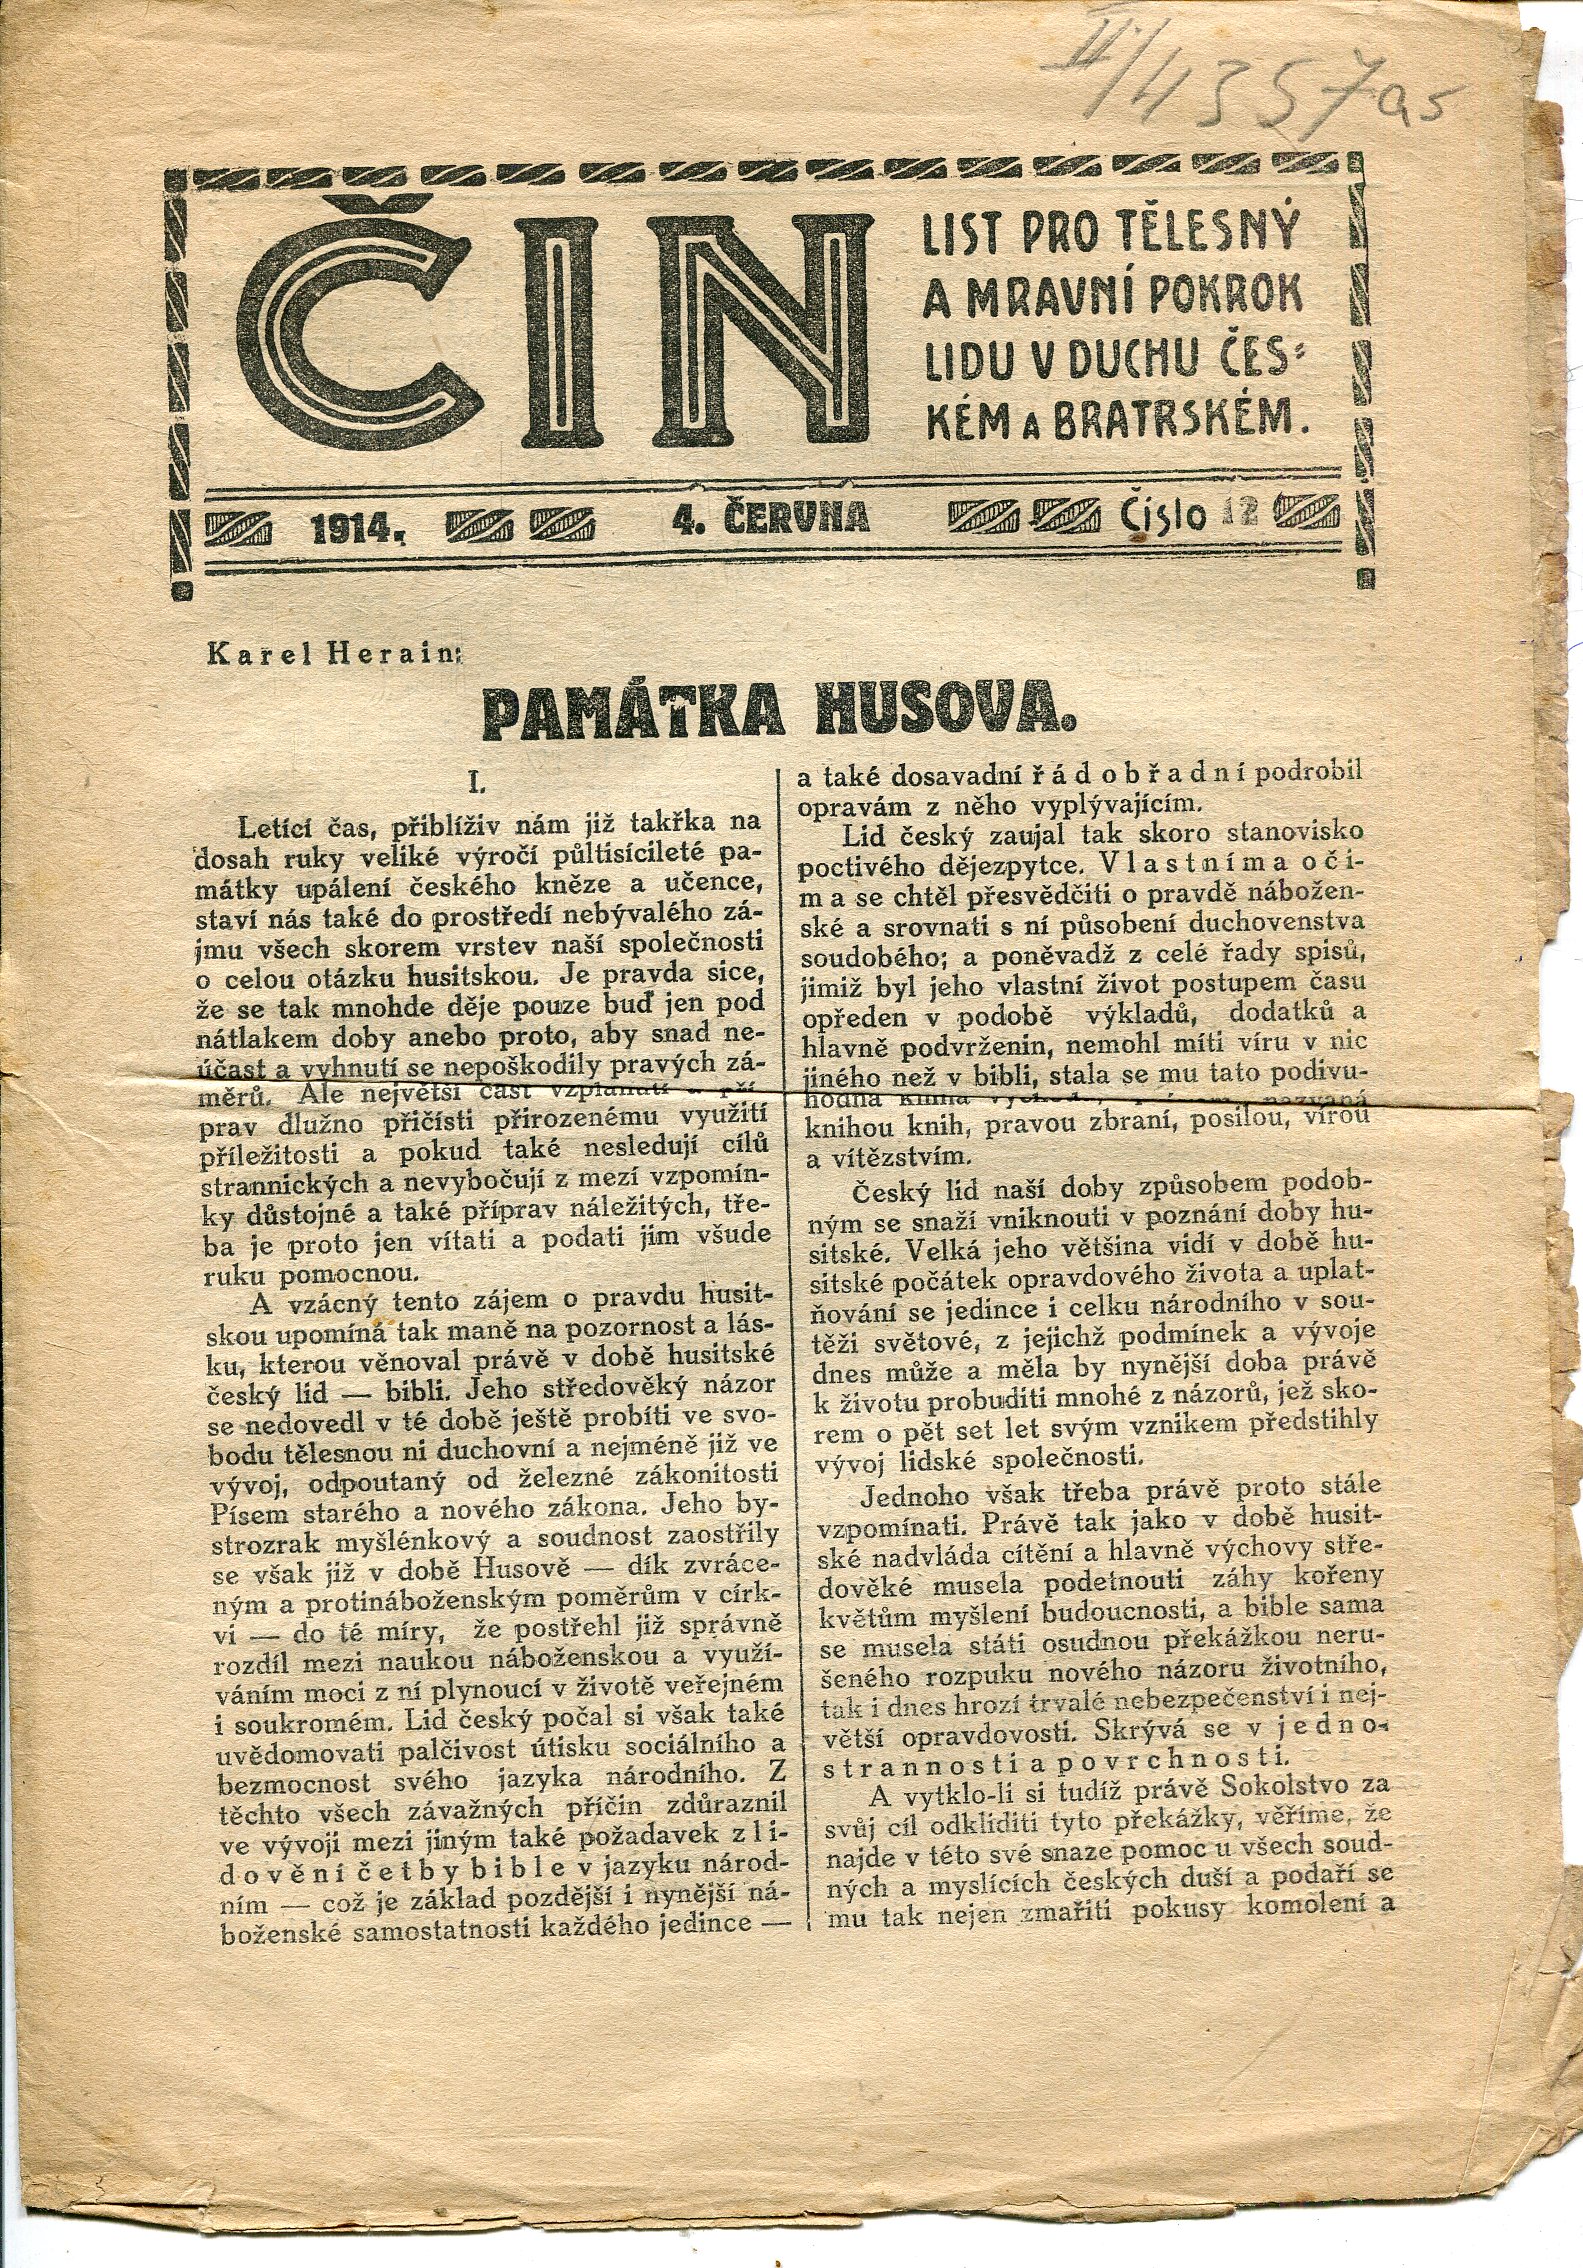 II/4357a5
ČIN
LIST PRO TĚLESNÝ
A MRAVNÍ POKROK
LIDU V DUCHU ČES-
KÉM A BRATRSKÉM.
1914. 4. ČERVNA Číslo 12
Karel Herain:
PAMÁTKA HUSOVA.
I.
Letící čas, přiblíživ nám již takřka na
dosah ruky veliké výročí půltisícileté pa-
mátky upálení českého kněze a učence,
staví nás také do prostředí nebývalého zá-
jmu všech skorem vrstev naší společnosti
o celou otázku husitskou. Je pravda sice,
že se tak mnohde děje pouze buď jen pod
nátlakem doby anebo proto, aby snad ne-
účast a vyhnutí se nepoškodily pravých zá-
měrů. Ale největší část vzplanutí a pří-
prav dlužno přičísti přirozenému využití
příležitosti a pokud také nesledují cílů
strannických a nevybočují z mezí vzpomín-
ky důstojné a také příprav náležitých, tře-
ba je proto jen vítati a podati jim všude
ruku pomocnou.
A vzácný tento zájem o pravdu husit-
skou upomíná tak maně na pozornost a lás-
ku, kterou věnoval právě v době husitské
český lid — bibli. Jeho středověký názor
se nedovedl v té době ještě probíti ve svo-
bodu tělesnou ni duchovní a nejméně již ve
vývoj, odpoutaný od železné zákonitosti
Písem starého a nového zákona. Jeho by-
strozrak myšlénkový a soudnost zaostřily
se však již v době Husově — dík zvráce-
ným a protináboženským poměrům v círk-
vi — do té míry, že postřehl již správně
rozdíl mezi naukou náboženskou a využí-
váním moci z ní plynoucí v životě veřejném
i soukromém. Lid český počal si však také
uvědomovati palčivost útisku sociálního a
bezmocnost svého jazyka národního. Z
těchto všech závažných příčin zdůraznil
ve vývoji mezi jiným také požadavek zli-
dovění četby bible v jazyku národ-
ním — což je základ pozdější i nynější ná-
boženské samostatnosti každého jedince —
a také dosavadní řád obřadní podrobil
opravám z něho vyplývajícím.
Lid český zaujal tak skoro stanovisko
poctivého dějezpytce. Vlastníma oči-
ma se chtěl přesvědčiti o pravdě nábožen-
ské a srovnati s ní působení duchovenstva
soudobého; a poněvadž z celé řady spisů,
jimiž byl jeho vlastní život postupem času
opředen v podobě výkladů, dodatků a
hlavně podvrženin, nemohl míti víru v nic
jiného než v bibli, stala se mu tato podivu-
hodná kniha nazvaná
knihou knih, pravou zbraní, posilou, vírou
a vítězstvím.
Český lid naší doby způsobem podob-
ným se snaží vniknouti v poznání doby hu-
sitské. Velká jeho většina vidí v době hu-
sitské počátek opravdového života a uplat-
ňování se jedince i celku národního v sou-
těži světové, z jejichž podmínek a vývoje
dnes může a měla by nynější doba právě
k životu probuditi mnohé z názorů, jež sko-
rem o pět set let svým vznikem předstihly
vývoj lidské společnosti.
Jednoho však třeba právě proto stále
vzpomínati. Právě tak jako v době husit-
ské nadvláda cítění a hlavně výchovy stře-
dověké musela podetnouti záhy kořeny
květům myšlení budoucnosti, a bible sama
se musela státi osudnou překážkou neru-
šeného rozpuku nového názoru životního,
tak i dnes hrozí trvalé nebezpečenství i nej-
větší opravdovosti. Skrývá se v jedno-
strannosti a povrchnosti.
A vytklo-li si tudíž právě Sokolstvo za
svůj cíl odkliditi tyto překážky, věříme, že
najde v této své snaze pomoc u všech soud-
ných a myslících českých duší a podaří se
mu tak nejen zmařiti pokusy komolení a